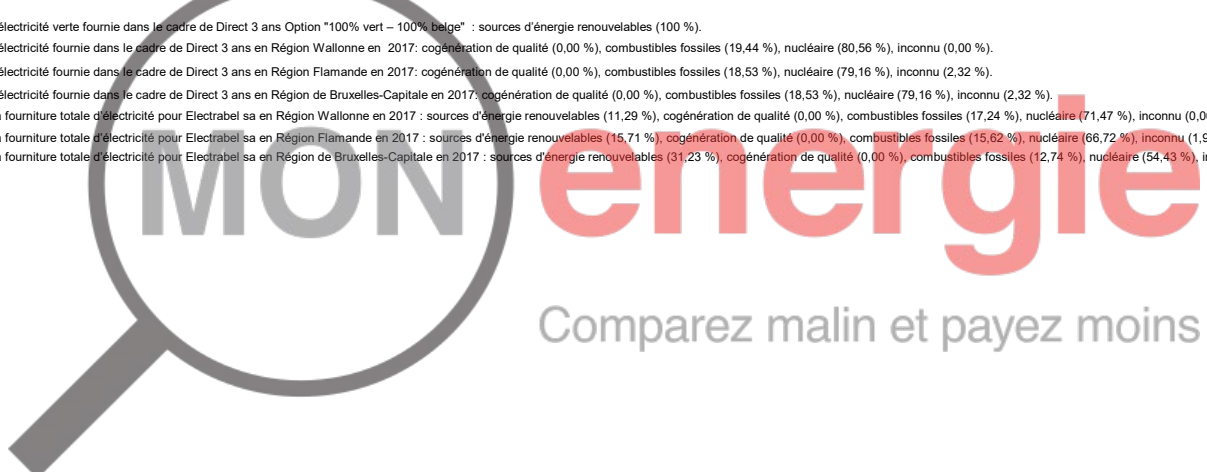 électricité verte fournie dans le cadre de Direct 3 ans Option "100% vert – 100% belge" : sources d'énergie renouvelables (100 %).
électricité fournie dans le cadre de Direct 3 ans en Région Wallonne en 2017: cogénération de qualité (0,00 %), combustibles fossiles (19,44 %), nucléaire (80,56 %), inconnu (0,00 %).
électricité fournie dans le cadre de Direct 3 ans en Région Flamande en 2017: cogénération de qualité (0,00 %), combustibles fossiles (18,53 %), nucléaire (79,16 %), inconnu (2,32 %).
électricité fournie dans le cadre de Direct 3 ans en Région de Bruxelles-Capitale en 2017: cogénération de qualité (0,00 %), combustibles fossiles (18,53 %), nucléaire (79,16 %), inconnu (2,32 %).
fourniture totale d'électricité pour Electrabel sa en Région Wallonne en 2017 : sources d'énergie renouvelables (11,29 %), cogénération de qualité (0,00 %), combustibles fossiles (17,24 %), nucléaire (71,47 %), inconnu (0,0
fourniture totale d'électricité pour Electrabel sa en Région Flamande en 2017 : sources d'énergie renouvelables (15,71 %), cogénération de qualité (0,00 %), combustibles fossiles (15,62 %), nucléaire (66,72 %), inconnu (1,9
fourniture totale d'électricité pour Electrabel sa en Région de Bruxelles-Capitale en 2017 : sources d'énergie renouvelables (31,23 %), cogénération de qualité (0,00 %), combustibles fossiles (12,74 %), nucléaire (54,43 %), i
MON energie
Comparez malin et payez moins